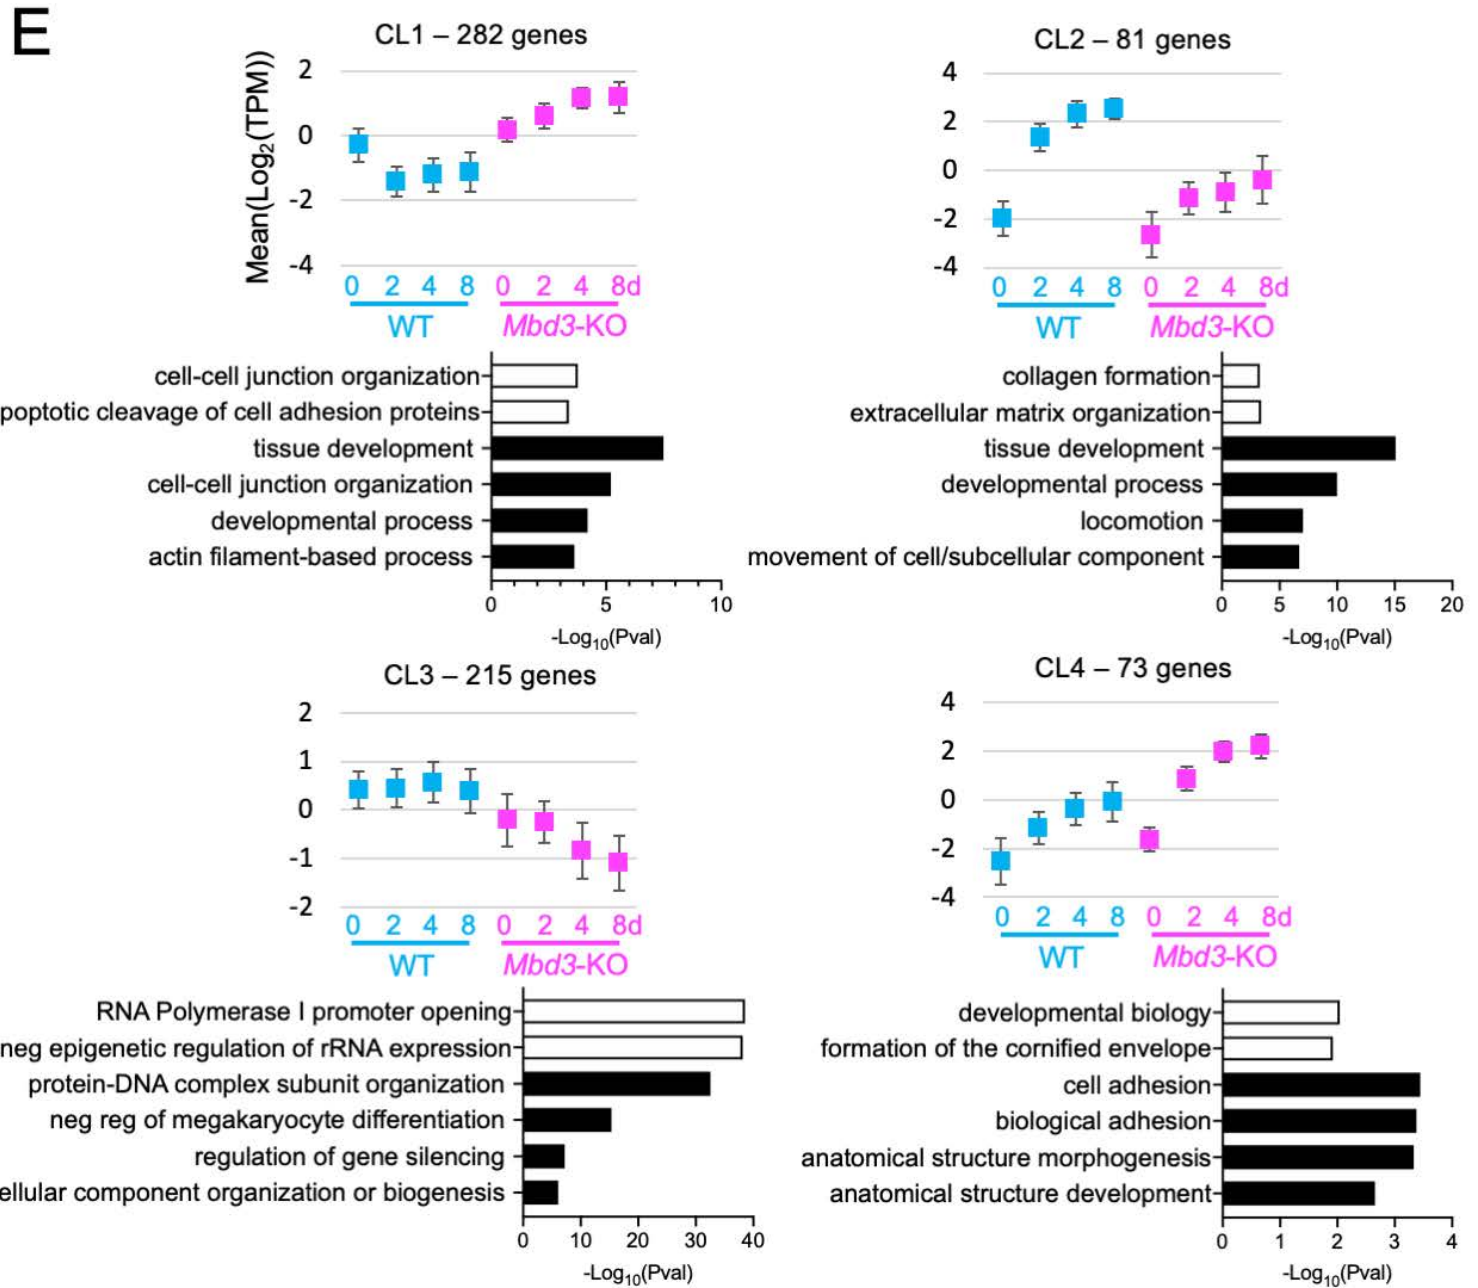 E
CL1 – 282 genes
Mean(Log2(TPM))
2
0
-2
-4
0 2 4 8 0 2 4 8d
WT Mbd3-KO
cell-cell junction organization
poptotic cleavage of cell adhesion proteins
tissue development
cell-cell junction organization
developmental process
actin filament-based process
0 5 10
-Log10(Pval)
CL2 – 81 genes
4
2
0
-2
-4
0 2 4 8 0 2 4 8d
WT Mbd3-KO
collagen formation
extracellular matrix organization
tissue development
developmental process
locomotion
movement of cell/subcellular component
0 5 10 15 20
-Log10(Pval)
CL3 – 215 genes
2
1
0
-1
-2
0 2 4 8 0 2 4 8d
WT Mbd3-KO
RNA Polymerase I promoter opening
neg epigenetic regulation of rRNA expression
protein-DNA complex subunit organization
neg reg of megakaryocyte differentiation
regulation of gene silencing
ellular component organization or biogenesis
0 10 20 30 40
-Log10(Pval)
CL4 – 73 genes
4
2
0
-2
-4
0 2 4 8 0 2 4 8d
WT Mbd3-KO
developmental biology
formation of the cornified envelope
cell adhesion
biological adhesion
anatomical structure morphogenesis
anatomical structure development
0 1 2 3 4
-Log10(Pval)